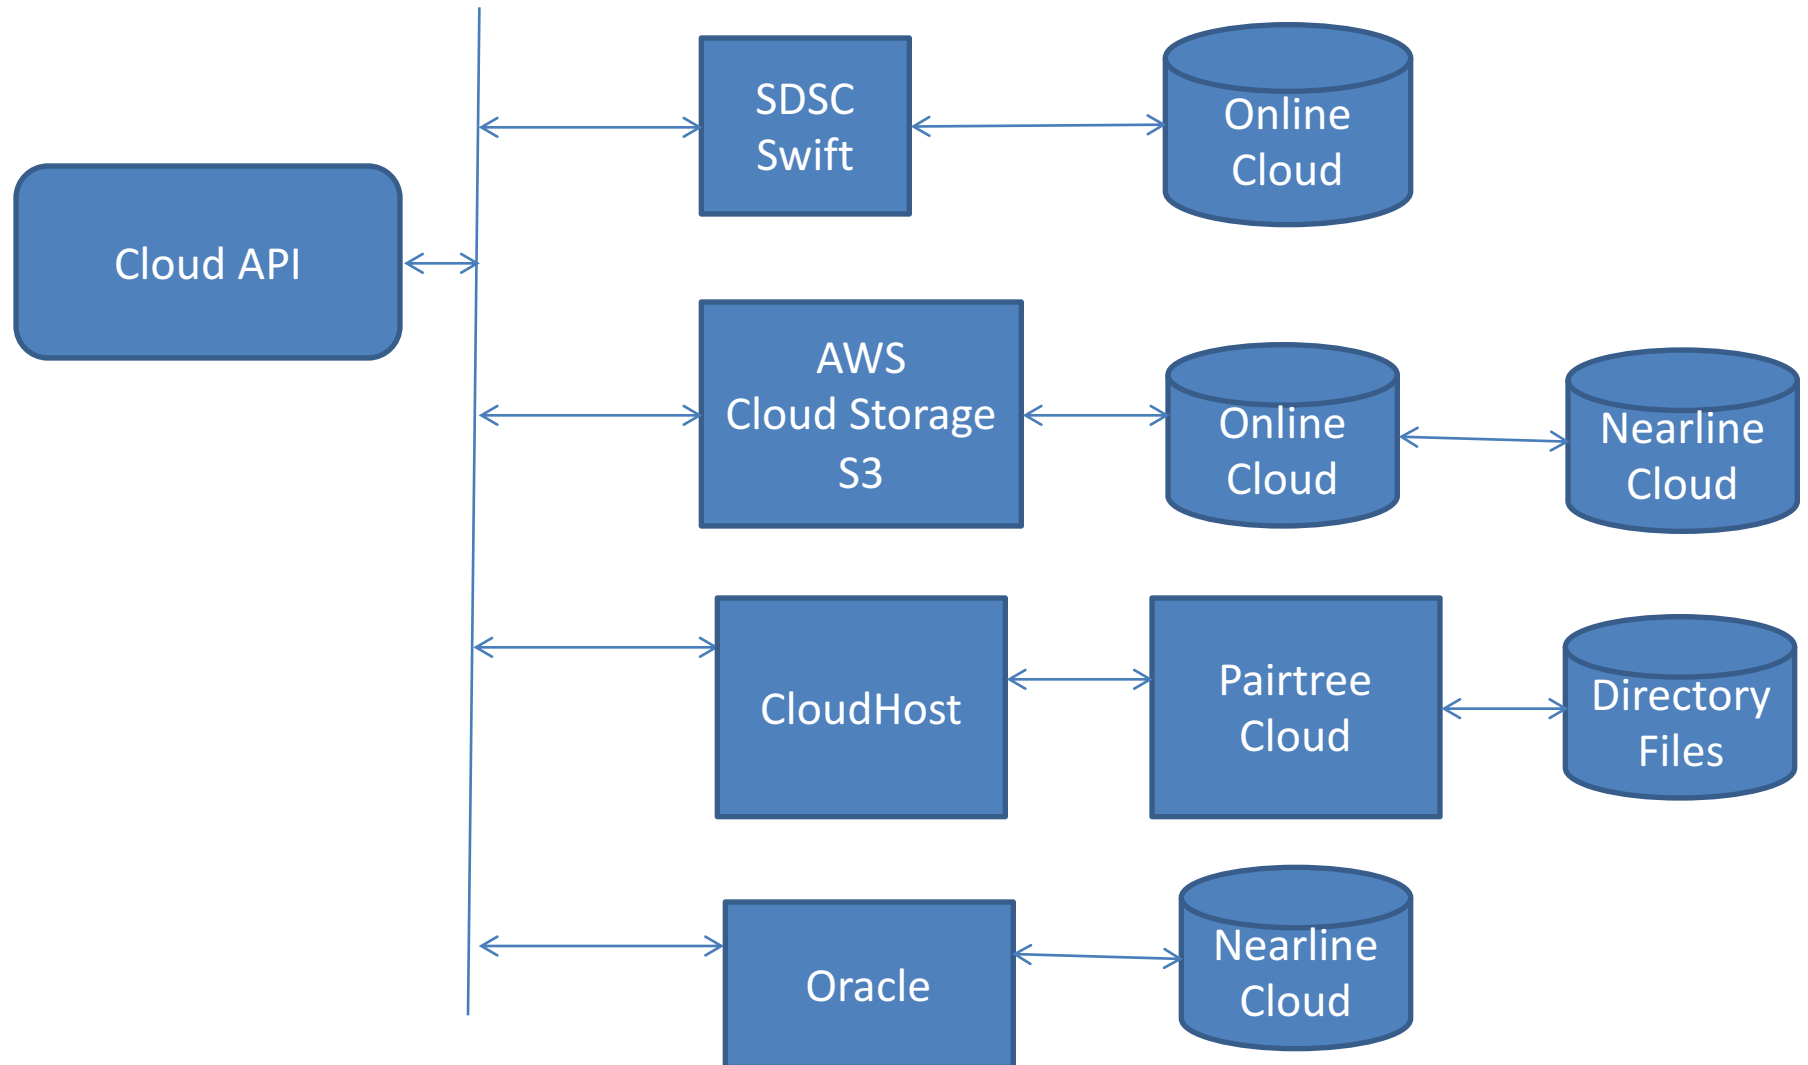 Cloud API
SDSC
Swift
Online
Cloud
AWS
Cloud Storage
S3
Online
Cloud
Nearline
Cloud
CloudHost
Pairtree
Cloud
Directory
Files
Oracle
Nearline
Cloud